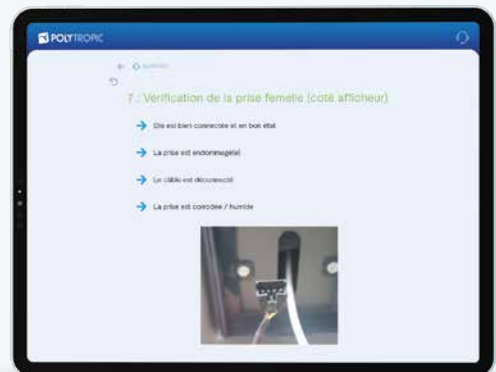 POLYTROPIC
7 : Vérification de la prise femelle (coté afficheur)
Elle est bien connectée et en bon état
La prise est endommagé(e)
Le câble est déconnecté
La prise est corrodée / humide